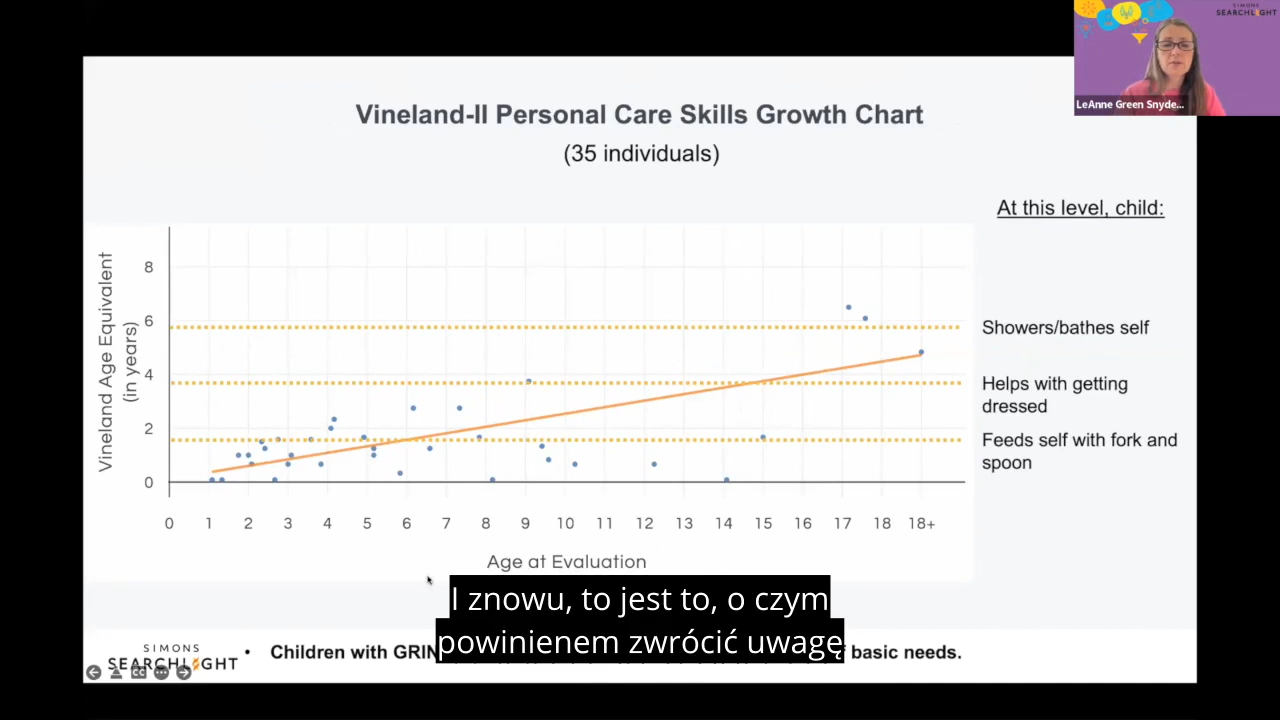 SIMONS
SEARCHLIGHT
LeAnne Green Snyde...
Vineland-II Personal Care Skills Growth Chart
(35 individuals)
At this level, child:
Vineland Age Equivalent
(in years)
8
6
4
2
0
Showers/bathes self
Helps with getting
dressed
Feeds self with fork and
spoon
0 1 2 3 4 5 6 7 8 9 10 11 12 13 14 15 16 17 18 18+
Age at Evaluation
I znowu, to jest to, o czym
powinienem zwrócić uwagę
SIMONS
SEARCHLIGHT
• Children with basic needs.